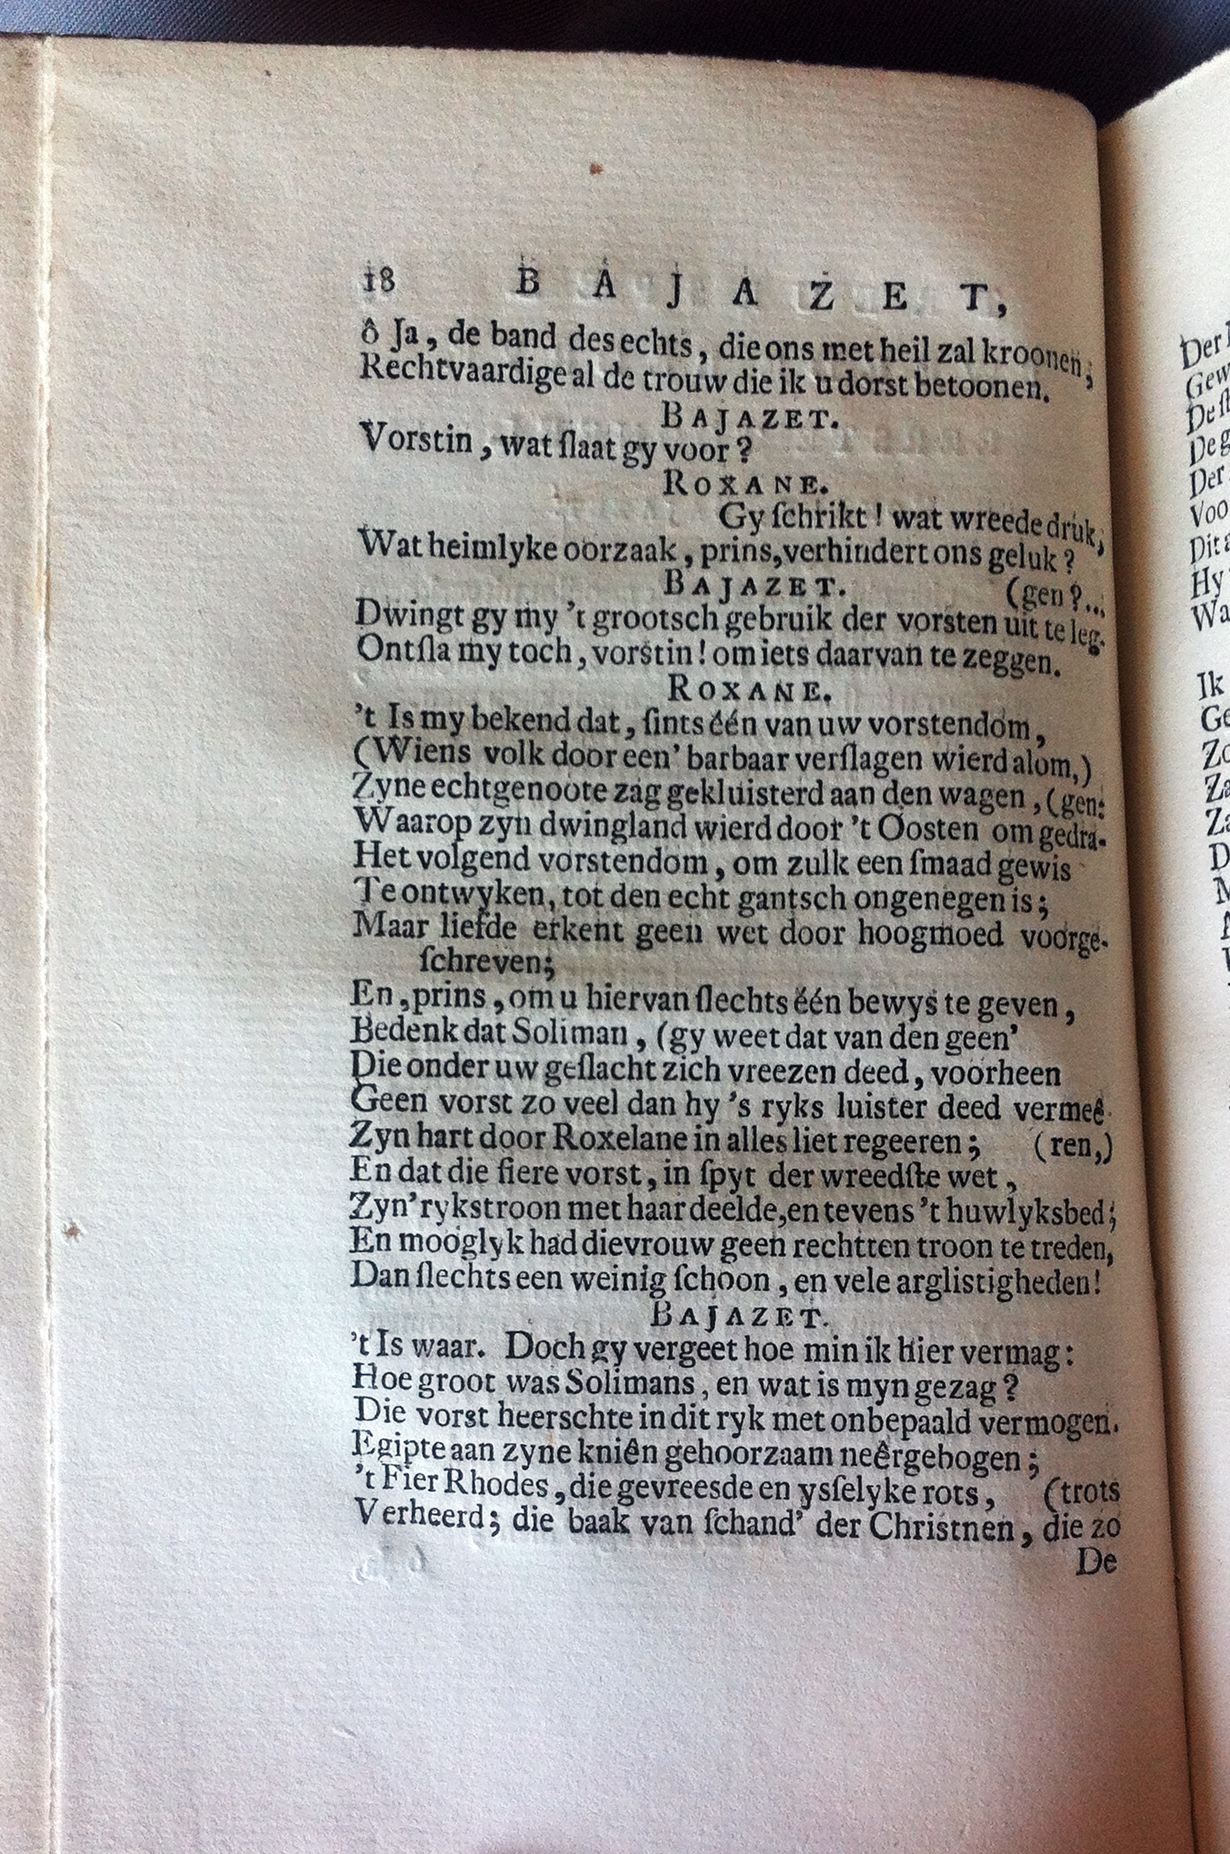 18 BAJAZET,
ô Ja, de band des echts, die ons met heil zal kroonen;
Rechtvaardige al de trouw die ik u dorst betoonen.
BAJAZET.
Vorstin, wat ſlaat gy voor?
ROXANE.
Gy ſchrikt! wat wreede druk,
Wat heimlyke oorzaak, prins, verhindert ons geluk?
BAJAZET. (gen?...
Dwingt gy my 't grootsch gebruik der vorsten uit te leg-
Ontſla my toch, vorstin! om iets daarvan te zeggen.
ROXANE.
't Is my bekend dat, ſints één van uw vorstendom,
(Wiens volk door een' barbaar verſlagen wierd alom,)
Zyne echtgenoote zag gekluisterd aan den wagen, (gen:
Waarop zyn dwingland wierd door 't Oosten om gedra-
Het volgend vorstendom, om zulk een ſmaad gewis
Te ontwyken, tot den echt gantsch ongenegen is;
Maar liefde erkent geen wet door hoogmoed voorge-
ſchreven;
En, prins, om u hiervan ſlechts één bewys te geven,
Bedenk dat Soliman, (gy weet dat van den geen'
Die onder uw geſlacht zich vreezen deed, voorheen
Geen vorst zo veel dan hy 's ryks luister deed vermeê-
Zyn hart door Roxelane in alles liet regeeren; (ren,)
En dat die fiere vorst, in ſpyt der wreedſte wet,
Zyn' rykstroon met haar deelde, en tevens 't huwlyksbed;
En mooglyk had die vrouw geen recht ten troon te treden,
Dan ſlechts een weinig ſchoon, en vele arglistigheden!
BAJAZET.
't Is waar. Doch gy vergeet hoe min ik hier vermag:
Hoe groot was Solimans, en wat is myn gezag?
Die vorst heerschte in dit ryk met onbepaald vermogen.
Egipte aan zyne kniên gehoorzaam neêrgebogen;
't Fier Rhodes, die gevreesde en ysſelyke rots, (trots
Verheerd; die baak van ſchand' der Christnen, die zo
De